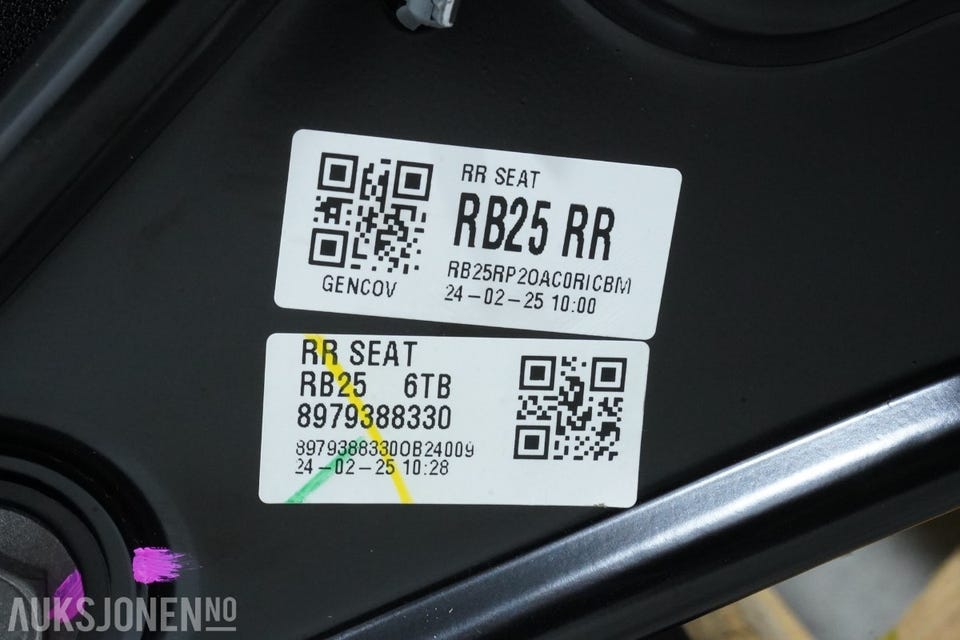 RR SEAT
RB25 RR
RB25RP20AC0RICBM
24-02-25 10:00
GENCOV
RR SEAT
RB25 6TB
8979388330
89793883300B24009
24-02-25 10:28
AUKSJONEN.NO